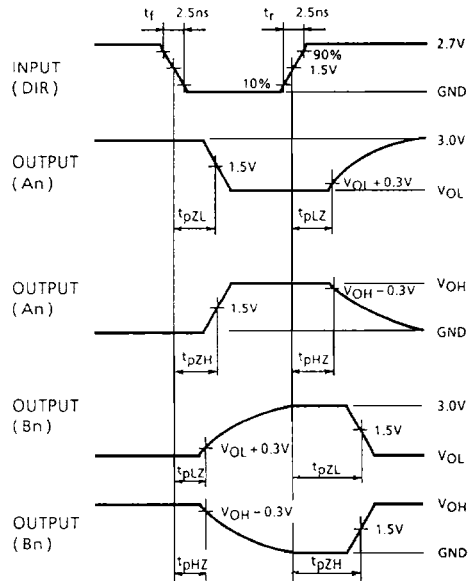 tf 2.5ns tr 2.5ns
INPUT
(DIR)
10% 90%
1.5V
2.7V
GND
OUTPUT
(An)
1.5V
tpZL
tpLZ
VOL + 0.3V
3.0V
VOL
OUTPUT
(An)
1.5V
tpZH
tpHZ
VOH − 0.3V
VOH
GND
OUTPUT
(Bn)
VOL + 0.3V
tpLZ
tpZL
1.5V
3.0V
VOL
OUTPUT
(Bn)
VOH − 0.3V
tpHZ
tpZH
1.5V
VOH
GND